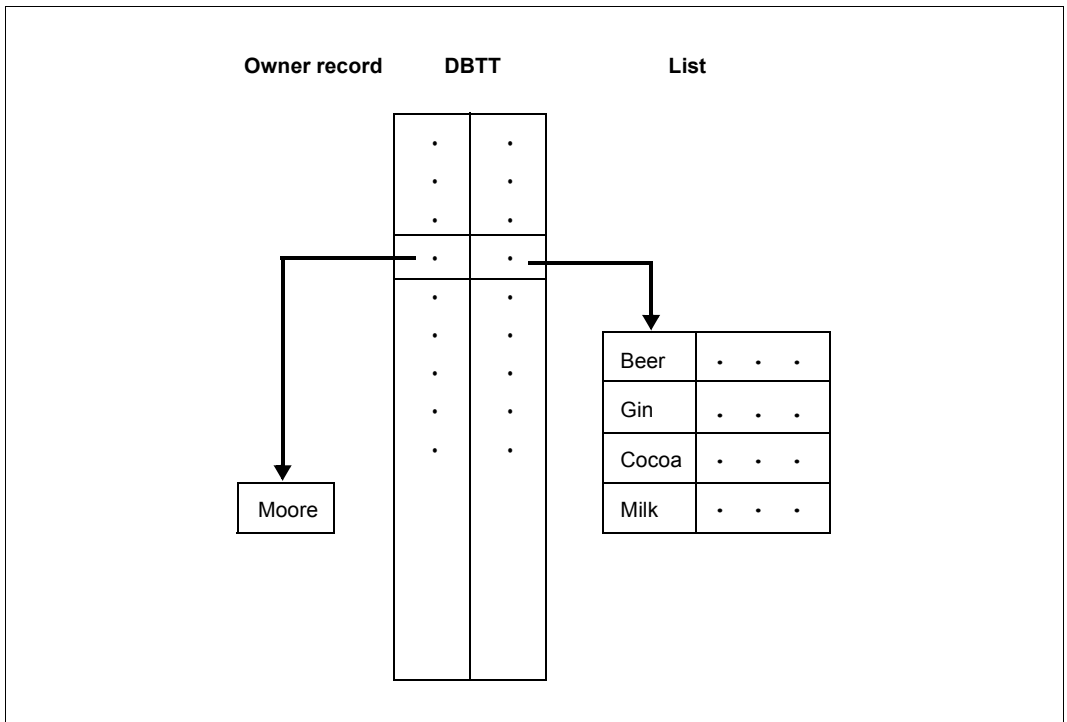 Owner record DBTT List
Beer . . .
Gin . . .
Cocoa . . .
Milk . . .
Moore